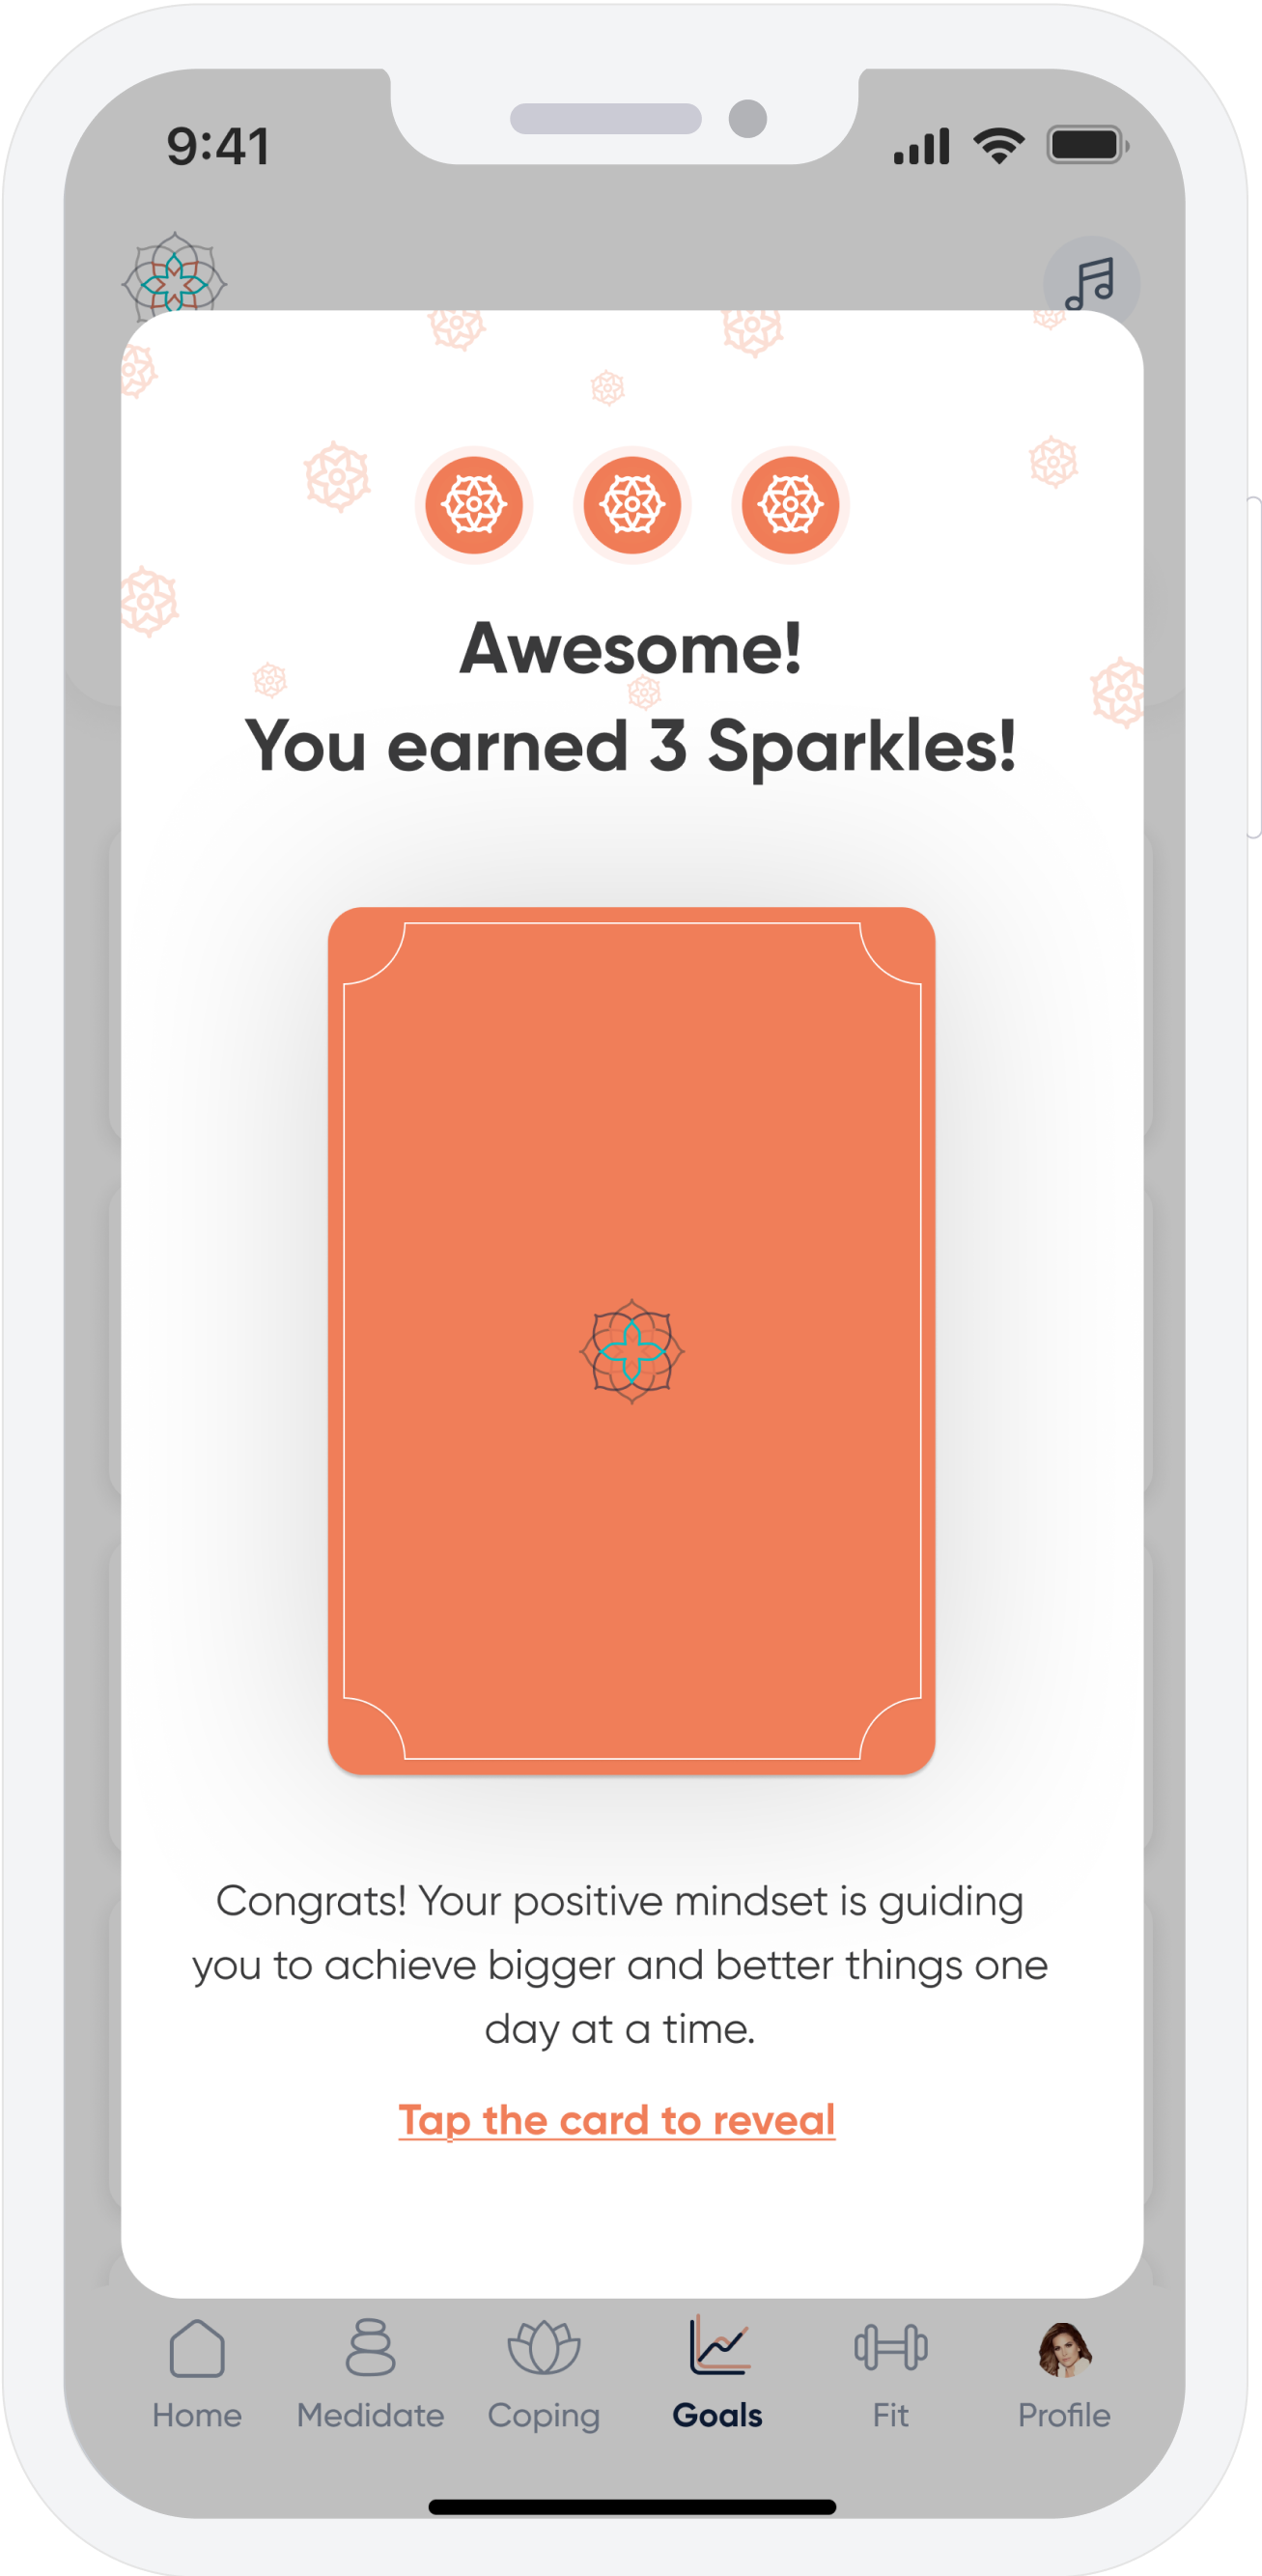 9:41
Awesome!
You earned 3 Sparkles!
Congrats! Your positive mindset is guiding
you to achieve bigger and better things one
day at a time.
Tap the card to reveal
Home
Medidate
Coping
Goals
Fit
Profile